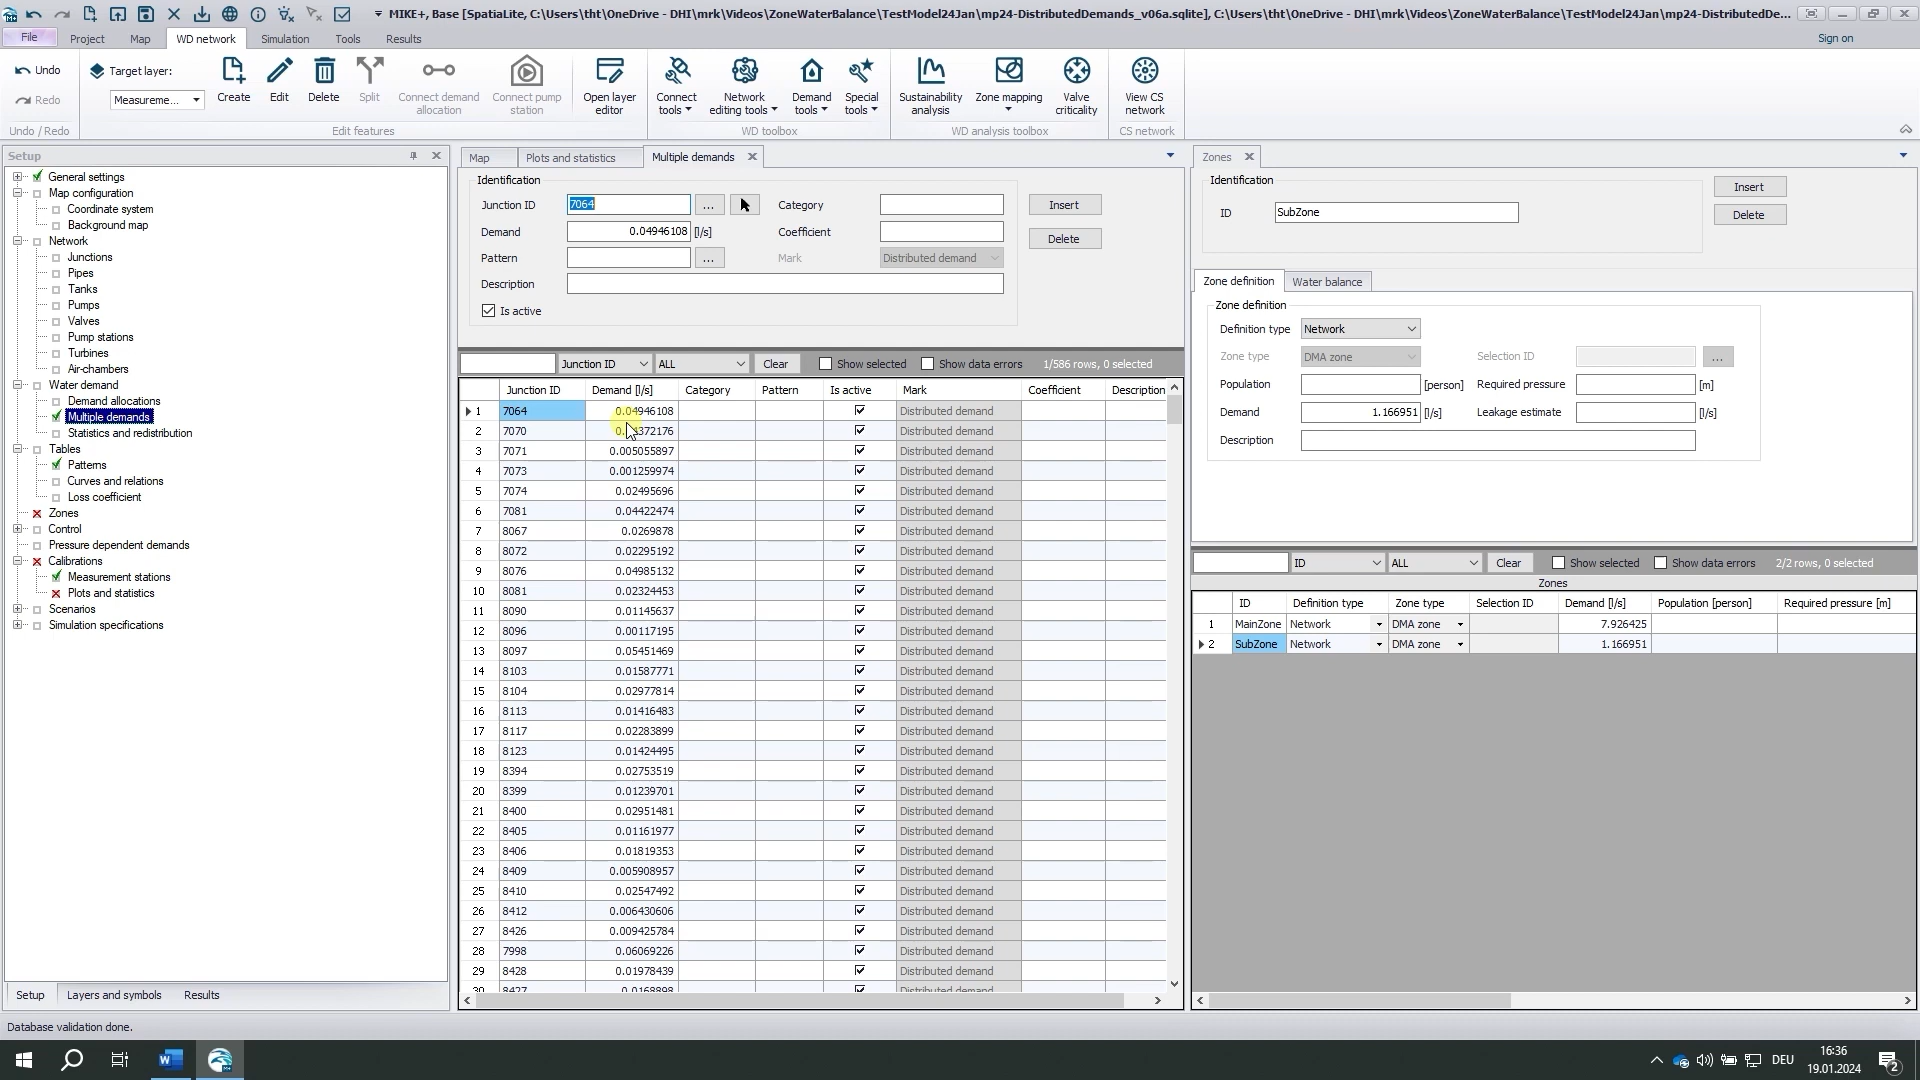 MIKE+, Base [SpatiaLite, C:\Users\tht\OneDrive - DHI\mrk\Videos\ZoneWaterBalance\TestModel24Jan\mp24-DistributedDemands_v06a.sqlite], C:\Users\tht\OneDrive - DHI\mrk\Videos\ZoneWaterBalance\TestModel24Jan\mp24-DistributedDe...
File Project Map WD network Simulation Tools Results Sign on
Undo Target layer:
Redo Measureme... Create Edit Delete Split Connect demand allocation Connect pump station Open layer editor Connect tools Network editing tools Demand tools Special tools Sustainability analysis Zone mapping Valve criticality View CS network
Undo / Redo Edit features WD toolbox WD analysis toolbox CS network
Setup
General settings
Map configuration
Coordinate system
Background map
Network
Junctions
Pipes
Tanks
Pumps
Valves
Pump stations
Turbines
Air-chambers
Water demand
Demand allocations
Multiple demands
Statistics and redistribution
Tables
Patterns
Curves and relations
Loss coefficient
Zones
Control
Pressure dependent demands
Calibrations
Measurement stations
Plots and statistics
Scenarios
Simulation specifications
Setup Layers and symbols Results
Map Plots and statistics Multiple demands
Identification
Junction ID 7064 ... Category Insert
Demand 0.04946108 [l/s] Coefficient Delete
Pattern ... Mark Distributed demand
Description
Is active
Junction ID ALL Clear Show selected Show data errors 1/586 rows, 0 selected
Junction ID Demand [l/s] Category Pattern Is active Mark Coefficient Description
1 7064 0.04946108 Distributed demand
2 7070 Distributed demand
3 7071 0.005055897 Distributed demand
4 7073 0.001259974 Distributed demand
5 7074 0.02495696 Distributed demand
6 7081 0.04422474 Distributed demand
7 8067 0.0269878 Distributed demand
8 8072 0.02295192 Distributed demand
9 8076 0.04985132 Distributed demand
10 8081 0.02324453 Distributed demand
11 8090 0.01145637 Distributed demand
12 8096 0.00117195 Distributed demand
13 8097 0.05451469 Distributed demand
14 8103 0.01587771 Distributed demand
15 8104 0.02977814 Distributed demand
16 8113 0.01416483 Distributed demand
17 8117 0.02283899 Distributed demand
18 8123 0.01424495 Distributed demand
19 8394 0.02753519 Distributed demand
20 8399 0.01239701 Distributed demand
21 8400 0.02951481 Distributed demand
22 8405 0.01161977 Distributed demand
23 8406 0.01819353 Distributed demand
24 8409 0.005908957 Distributed demand
25 8410 0.02547492 Distributed demand
26 8412 0.006430606 Distributed demand
27 8426 0.009425784 Distributed demand
28 7998 0.06069226 Distributed demand
29 8428 0.01978439 Distributed demand
30 8427 0.0168898 Distributed demand
Zones
Identification
ID SubZone Insert
Delete
Zone definition Water balance
Zone definition
Definition type Network
Zone type DMA zone Selection ID ...
Population [person] Required pressure [m]
Demand 1.166951 [l/s] Leakage estimate [l/s]
Description
ID ALL Clear Show selected Show data errors 2/2 rows, 0 selected
Zones
ID Definition type Zone type Selection ID Demand [l/s] Population [person] Required pressure [m]
1 MainZone Network DMA zone 7.926425
2 SubZone Network DMA zone 1.166951
Database validation done.
DEU 16:36
19.01.2024 2